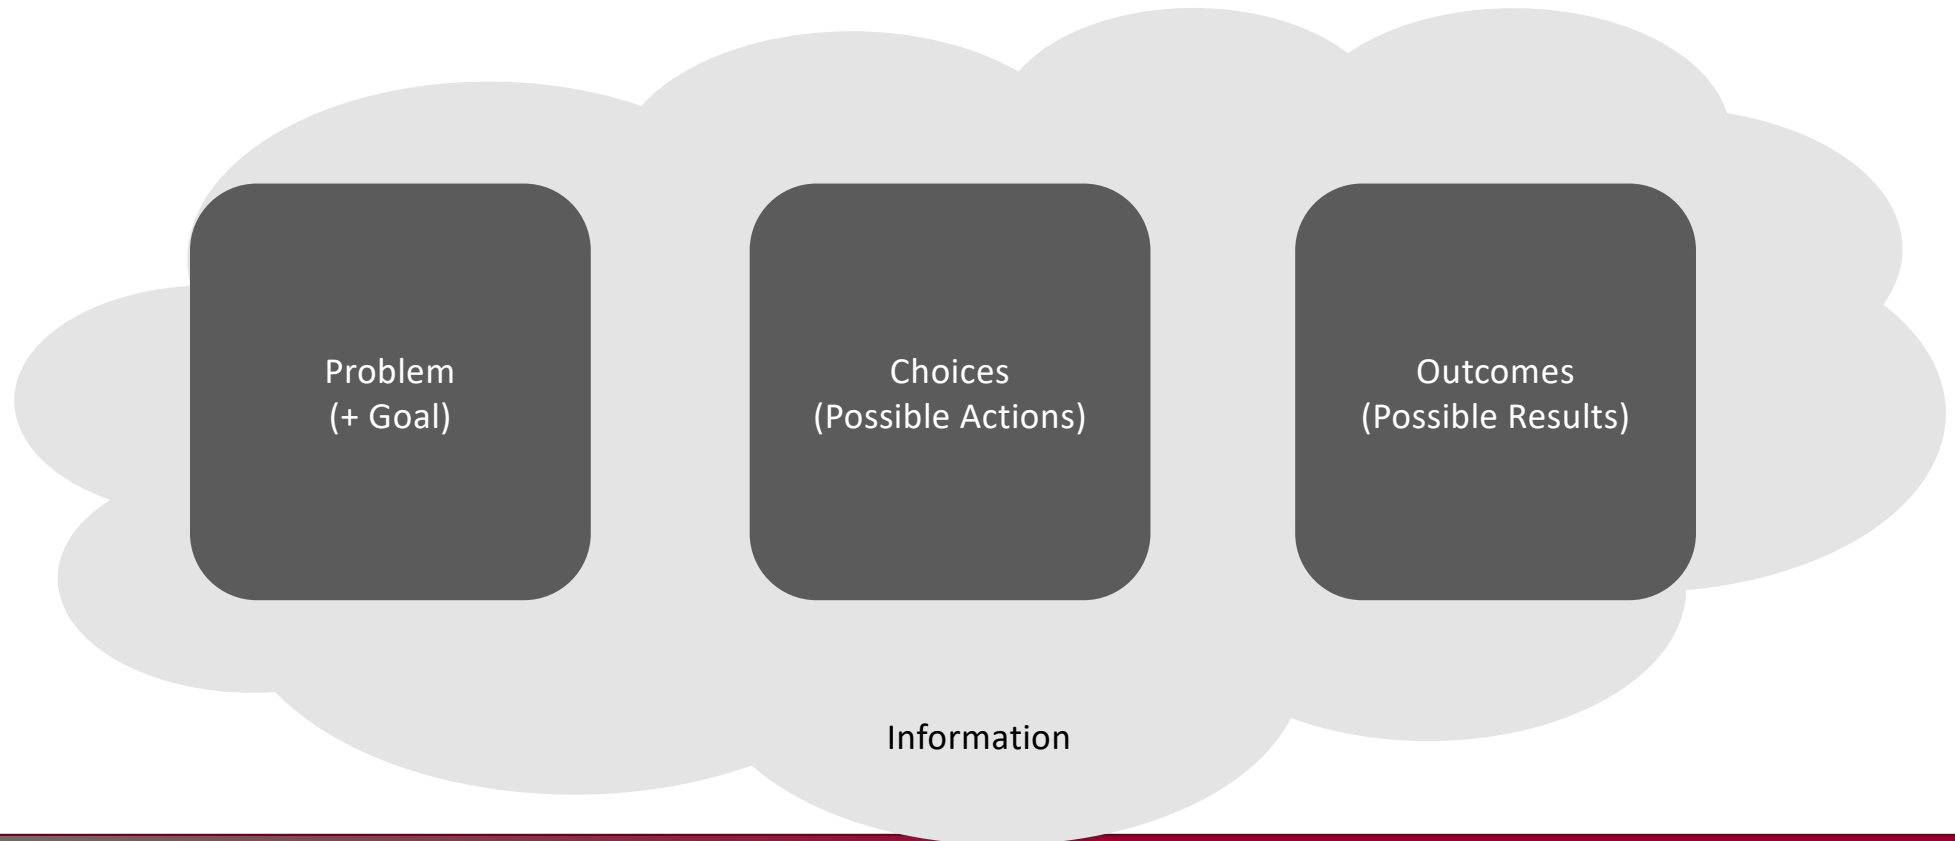 Problem
(+ Goal)
Choices
(Possible Actions)
Outcomes
(Possible Results)
Information